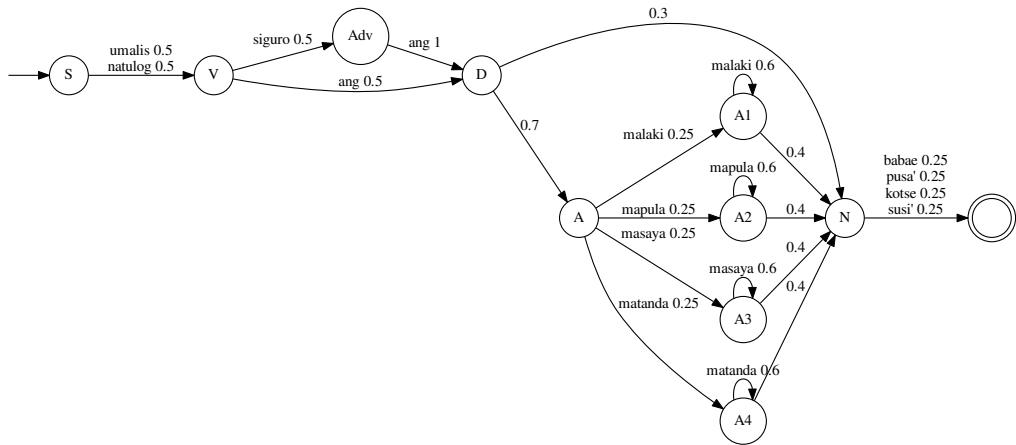 S
umalis 0.5
natulog 0.5
V
siguro 0.5
Adv
ang 1
ang 0.5
D
0.3
0.7
A
malaki 0.25
malaki 0.6
A1
0.4
mapula 0.25
mapula 0.6
A2
0.4
masaya 0.25
masaya 0.6
A3
0.4
matanda 0.25
matanda 0.6
A4
0.4
N
babae 0.25
pusa' 0.25
kotse 0.25
susi' 0.25